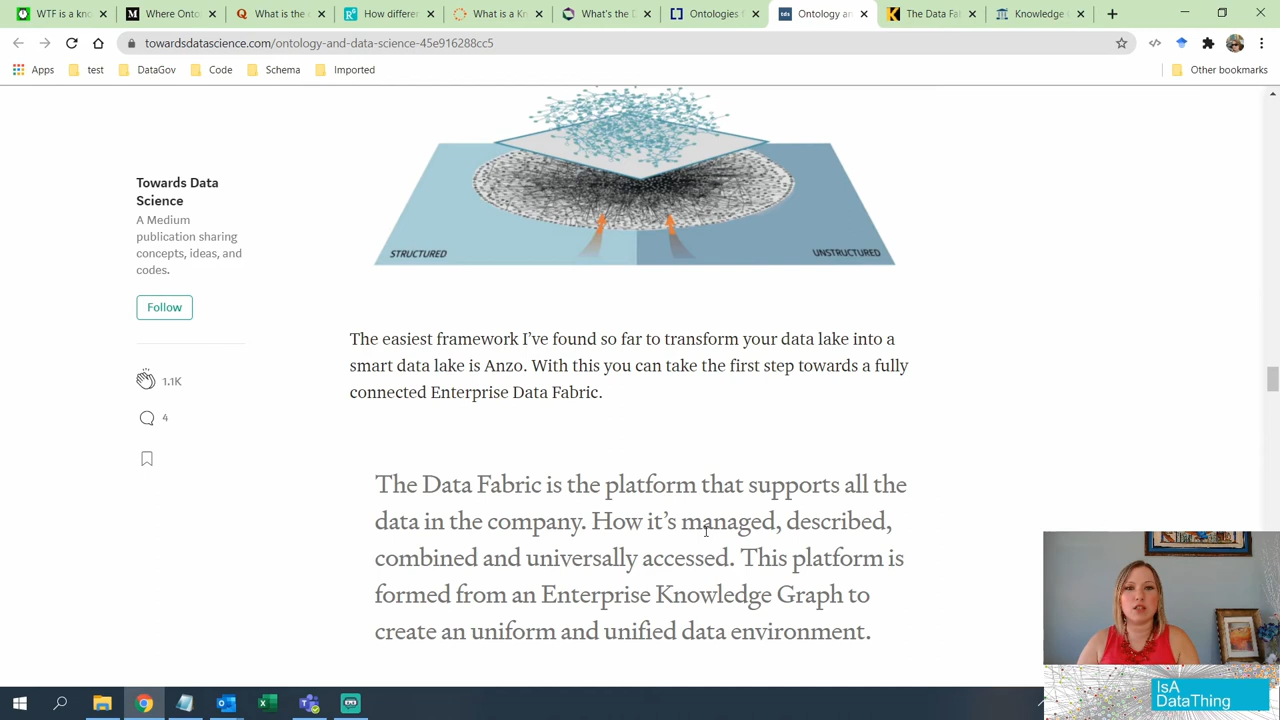 WTF is a kno
Where Onto
What is the
How differen
What is a Kn
What's the D
Ontologies
Ontology an
The Data Fa
Knowledge
towardsdatascience.com/ontology-and-data-science-45e916288cc5
Apps
test
DataGov
Code
Schema
Imported
Other bookmarks
STRUCTURED
UNSTRUCTURED
Towards Data
Science
A Medium
publication sharing
concepts, ideas, and
codes.
Follow
1.1K
4
The easiest framework I've found so far to transform your data lake into a
smart data lake is Anzo. With this you can take the first step towards a fully
connected Enterprise Data Fabric.
The Data Fabric is the platform that supports all the
data in the company. How it's managed, described,
combined and universally accessed. This platform is
formed from an Enterprise Knowledge Graph to
create an uniform and unified data environment.
IsA
DataThing